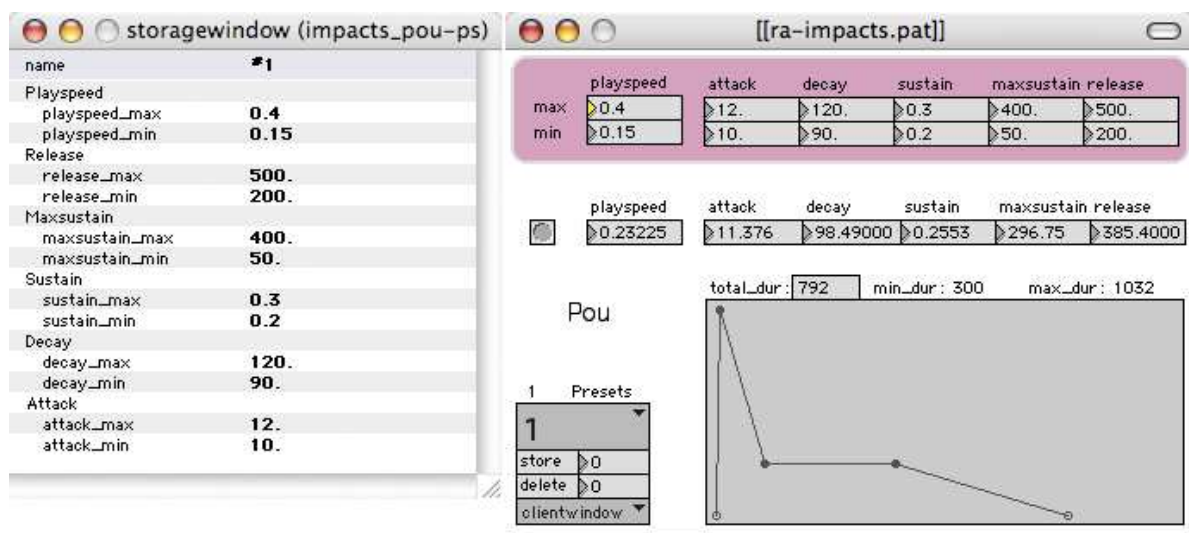 storagewindow (impacts_pou-ps)
name #1
Playspeed
playspeed_max 0.4
playspeed_min 0.15
Release
release_max 500.
release_min 200.
Maxsustain
maxsustain_max 400.
maxsustain_min 50.
Sustain
sustain_max 0.3
sustain_min 0.2
Decay
decay_max 120.
decay_min 90.
Attack
attack_max 12.
attack_min 10.
[[ra-impacts.pat]]
playspeed attack decay sustain maxsustain release
max 0.4 12. 120. 0.3 400. 500.
min 0.15 10. 90. 0.2 50. 200.
playspeed attack decay sustain maxsustain release
0.23225 11.376 98.49000 0.2553 296.75 385.4000
total_dur: 792 min_dur: 300 max_dur: 1032
Pou
1 Presets
1
store 0
delete 0
clientwindow